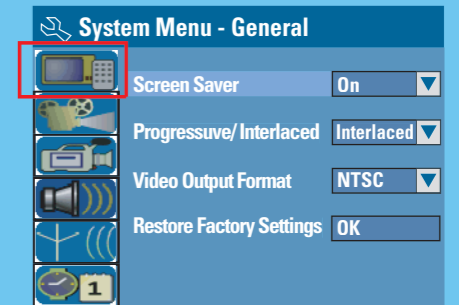 System Menu - General
Screen Saver On
Progressuve/ Interlaced Interlaced
Video Output Format NTSC
Restore Factory Settings OK
1